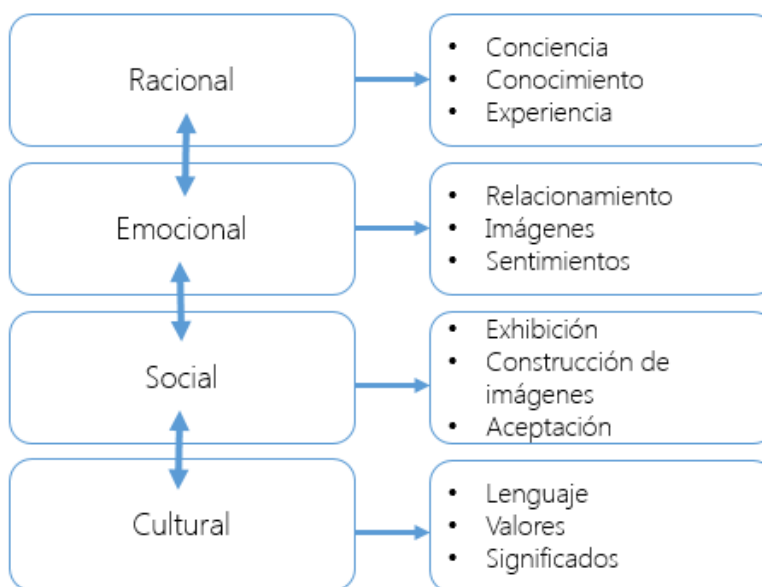 Racional
• Conciencia
• Conocimiento
• Experiencia
Emocional
• Relacionamiento
• Imágenes
• Sentimientos
Social
• Exhibición
• Construcción de
imágenes
• Aceptación
Cultural
• Lenguaje
• Valores
• Significados